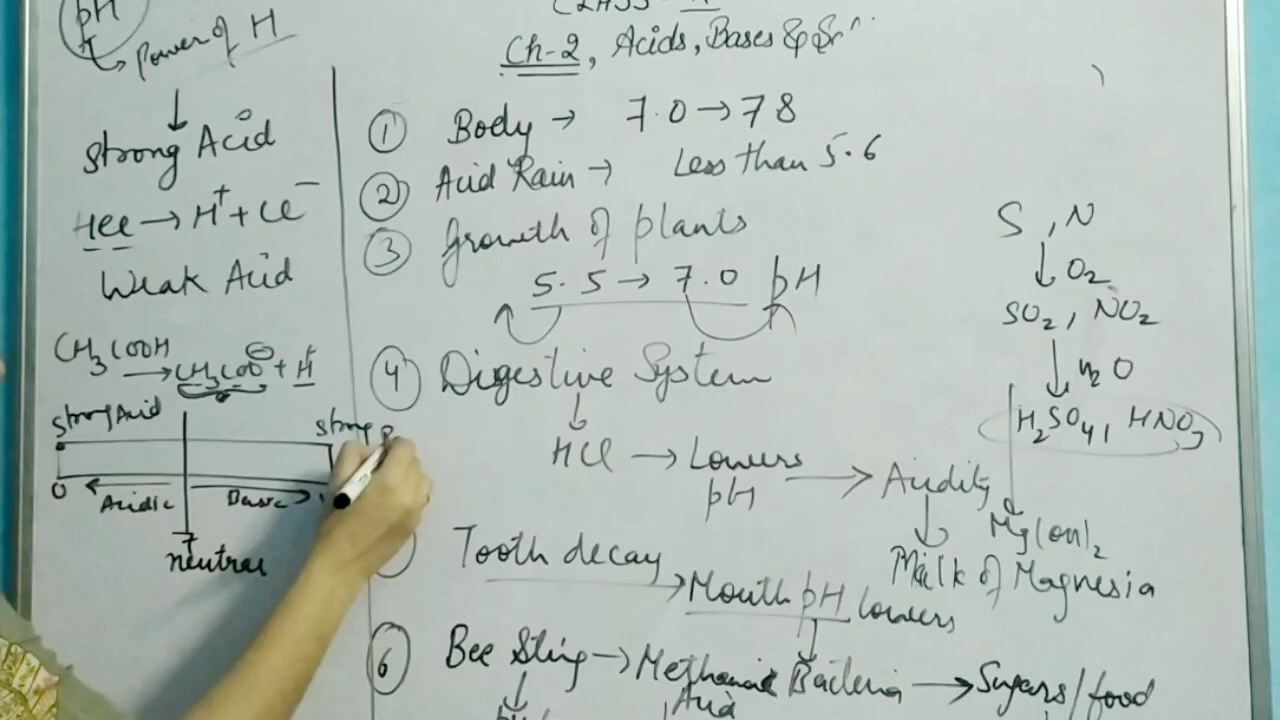 pH
Power of H
Strong Acid
HCl → H⁺ + Cl⁻
Weak Acid
CH₃COOH
→ CH₃COO⊖ + H⁺
Strong Acid
Strong B
0
Acidic
Basic
7
neutral
Ch-2, Acids, Bases &
① Body → 7.0 → 78
② Acid Rain → Less than 5.6
③ Growth of plants
5.5 → 7.0 pH
④ Digestive System
HCl → Lowers → Acidity
pH
Milk of Magnesia
Mg(OH)₂
S, N
↓ O₂
SO₂, NO₂
↓ H₂O
H₂SO₄, HNO₃
Tooth decay
→ Mouth pH lowers
Bacteria → Sugars/food
⑥ Bee Sting → Methanoic
Acid